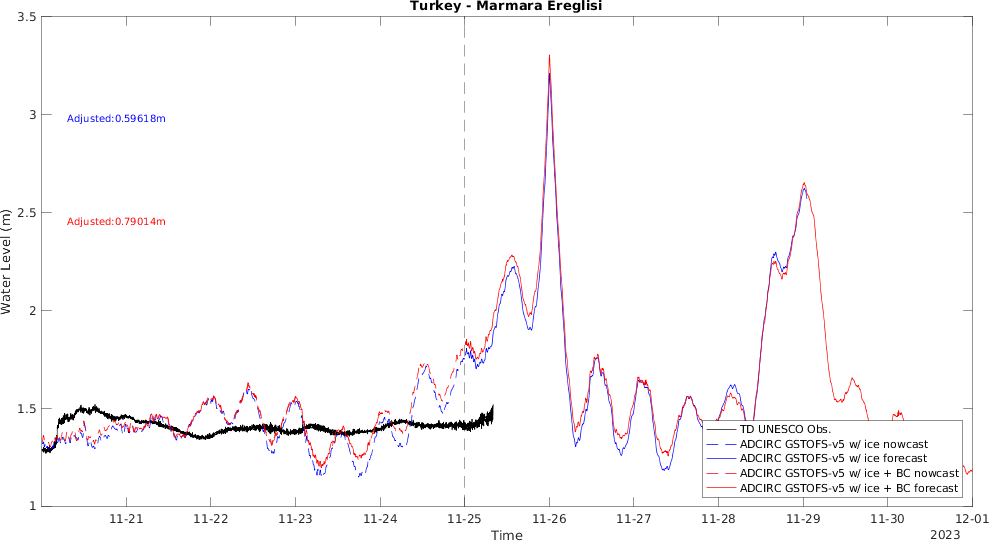 Turkey - Marmara Ereglisi
3.5
3
2.5
2
1.5
1
Water Level (m)
Adjusted:0.59618m
Adjusted:0.79014m
TD UNESCO Obs.
ADCIRC GSTOFS-v5 w/ ice nowcast
ADCIRC GSTOFS-v5 w/ ice forecast
ADCIRC GSTOFS-v5 w/ ice + BC nowcast
ADCIRC GSTOFS-v5 w/ ice + BC forecast
11-21 11-22 11-23 11-24 11-25 11-26 11-27 11-28 11-29 11-30 12-01
Time
2023